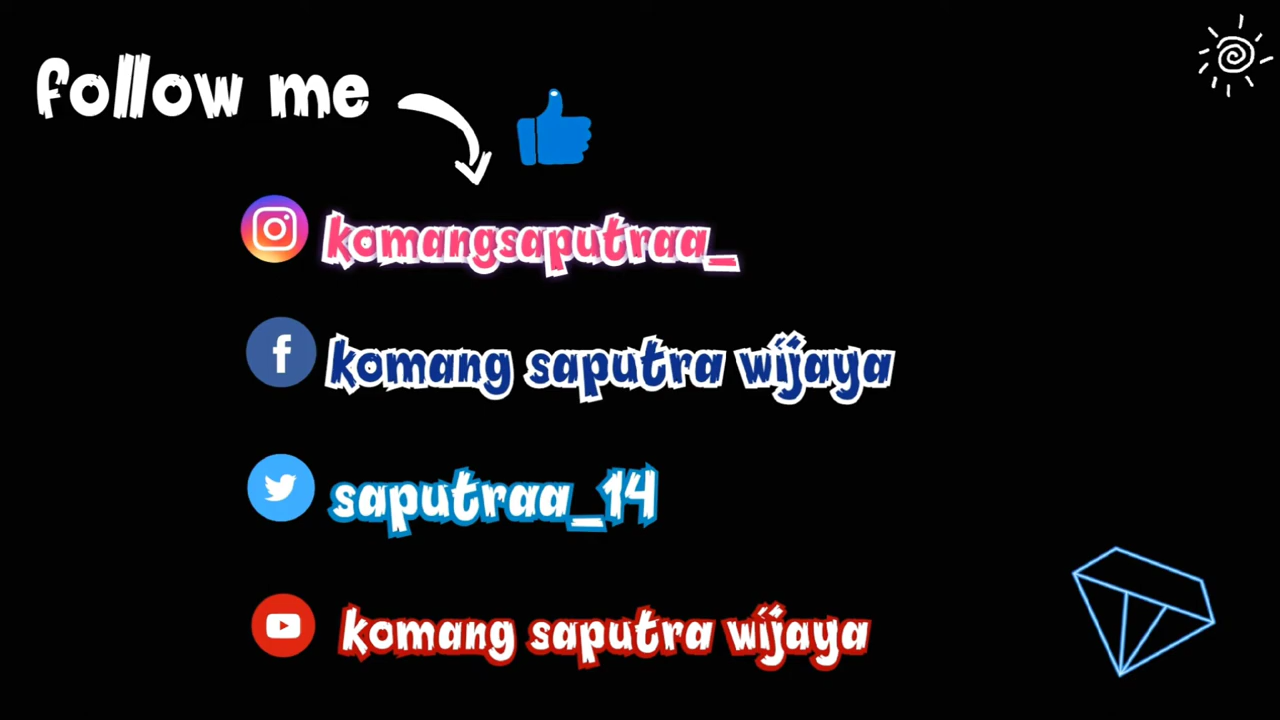 follow me
komangsaputraa_
komang saputra wijaya
saputraa_14
komang saputra wijaya